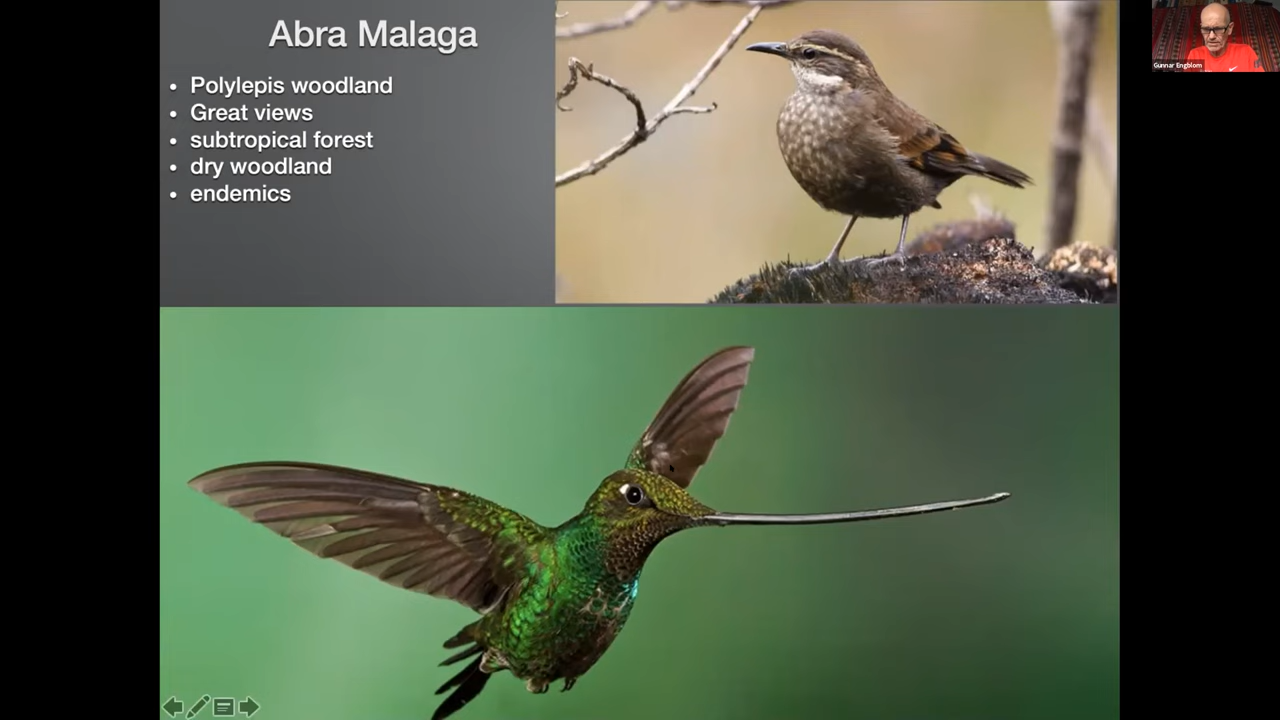 Abra Malaga
• Polylepis woodland
• Great views
• subtropical forest
• dry woodland
• endemics
Gunnar Engblom